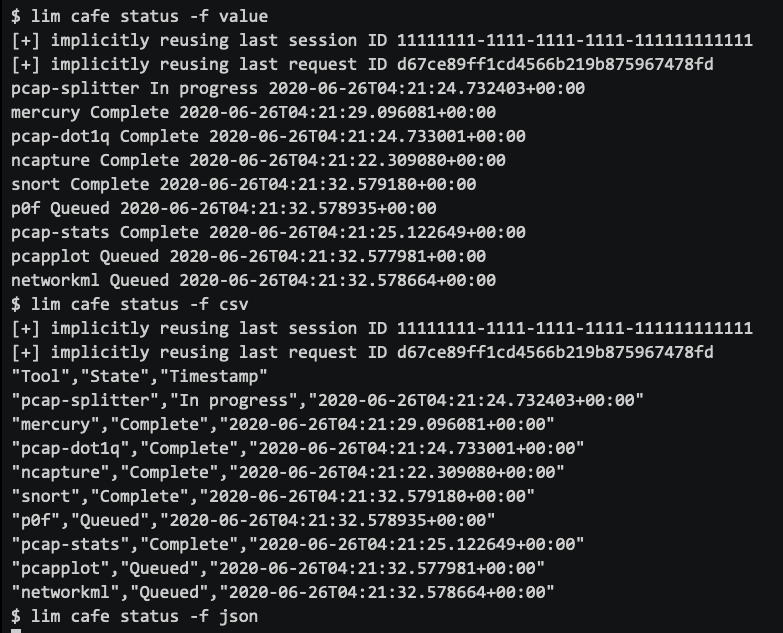 $ lim cafe status -f value
[+] implicitly reusing last session ID 11111111-1111-1111-1111-111111111111
[+] implicitly reusing last request ID d67ce89ff1cd4566b219b875967478fd
pcap-splitter In progress 2020-06-26T04:21:24.732403+00:00
mercury Complete 2020-06-26T04:21:29.096081+00:00
pcap-dot1q Complete 2020-06-26T04:21:24.733001+00:00
ncapture Complete 2020-06-26T04:21:22.309080+00:00
snort Complete 2020-06-26T04:21:32.579180+00:00
p0f Queued 2020-06-26T04:21:32.578935+00:00
pcap-stats Complete 2020-06-26T04:21:25.122649+00:00
pcapplot Queued 2020-06-26T04:21:32.577981+00:00
networkml Queued 2020-06-26T04:21:32.578664+00:00
$ lim cafe status -f csv
[+] implicitly reusing last session ID 11111111-1111-1111-1111-111111111111
[+] implicitly reusing last request ID d67ce89ff1cd4566b219b875967478fd
"Tool","State","Timestamp"
"pcap-splitter","In progress","2020-06-26T04:21:24.732403+00:00"
"mercury","Complete","2020-06-26T04:21:29.096081+00:00"
"pcap-dot1q","Complete","2020-06-26T04:21:24.733001+00:00"
"ncapture","Complete","2020-06-26T04:21:22.309080+00:00"
"snort","Complete","2020-06-26T04:21:32.579180+00:00"
"p0f","Queued","2020-06-26T04:21:32.578935+00:00"
"pcap-stats","Complete","2020-06-26T04:21:25.122649+00:00"
"pcapplot","Queued","2020-06-26T04:21:32.577981+00:00"
"networkml","Queued","2020-06-26T04:21:32.578664+00:00"
$ lim cafe status -f json